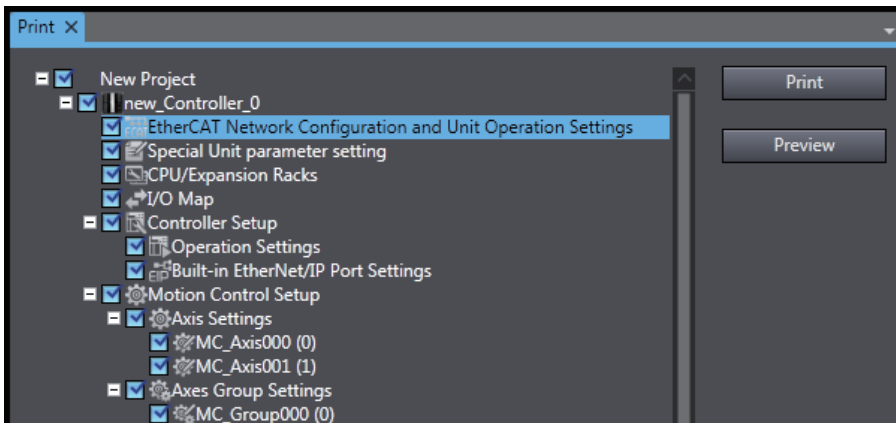 Print
New Project
Print
new_Controller_0
EtherCAT Network Configuration and Unit Operation Settings
Special Unit parameter setting
Preview
CPU/Expansion Racks
I/O Map
Controller Setup
Operation Settings
Built-in EtherNet/IP Port Settings
Motion Control Setup
Axis Settings
MC_Axis000 (0)
MC_Axis001 (1)
Axes Group Settings
MC_Group000 (0)